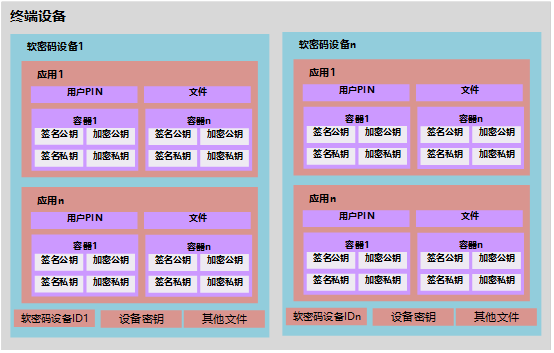 终端设备
软密码设备1
应用1
用户PIN 文件
容器1 容器n
签名公钥 加密公钥 签名公钥 加密公钥
签名私钥 加密私钥 签名私钥 加密私钥
应用n
用户PIN 文件
容器1 容器n
签名公钥 加密公钥 签名公钥 加密公钥
签名私钥 加密私钥 签名私钥 加密私钥
软密码设备ID1 设备密钥 其他文件
软密码设备n
应用1
用户PIN 文件
容器1 容器n
签名公钥 加密公钥 签名公钥 加密公钥
签名私钥 加密私钥 签名私钥 加密私钥
应用n
用户PIN 文件
容器1 容器n
签名公钥 加密公钥 签名公钥 加密公钥
签名私钥 加密私钥 签名私钥 加密私钥
软密码设备IDn 设备密钥 其他文件